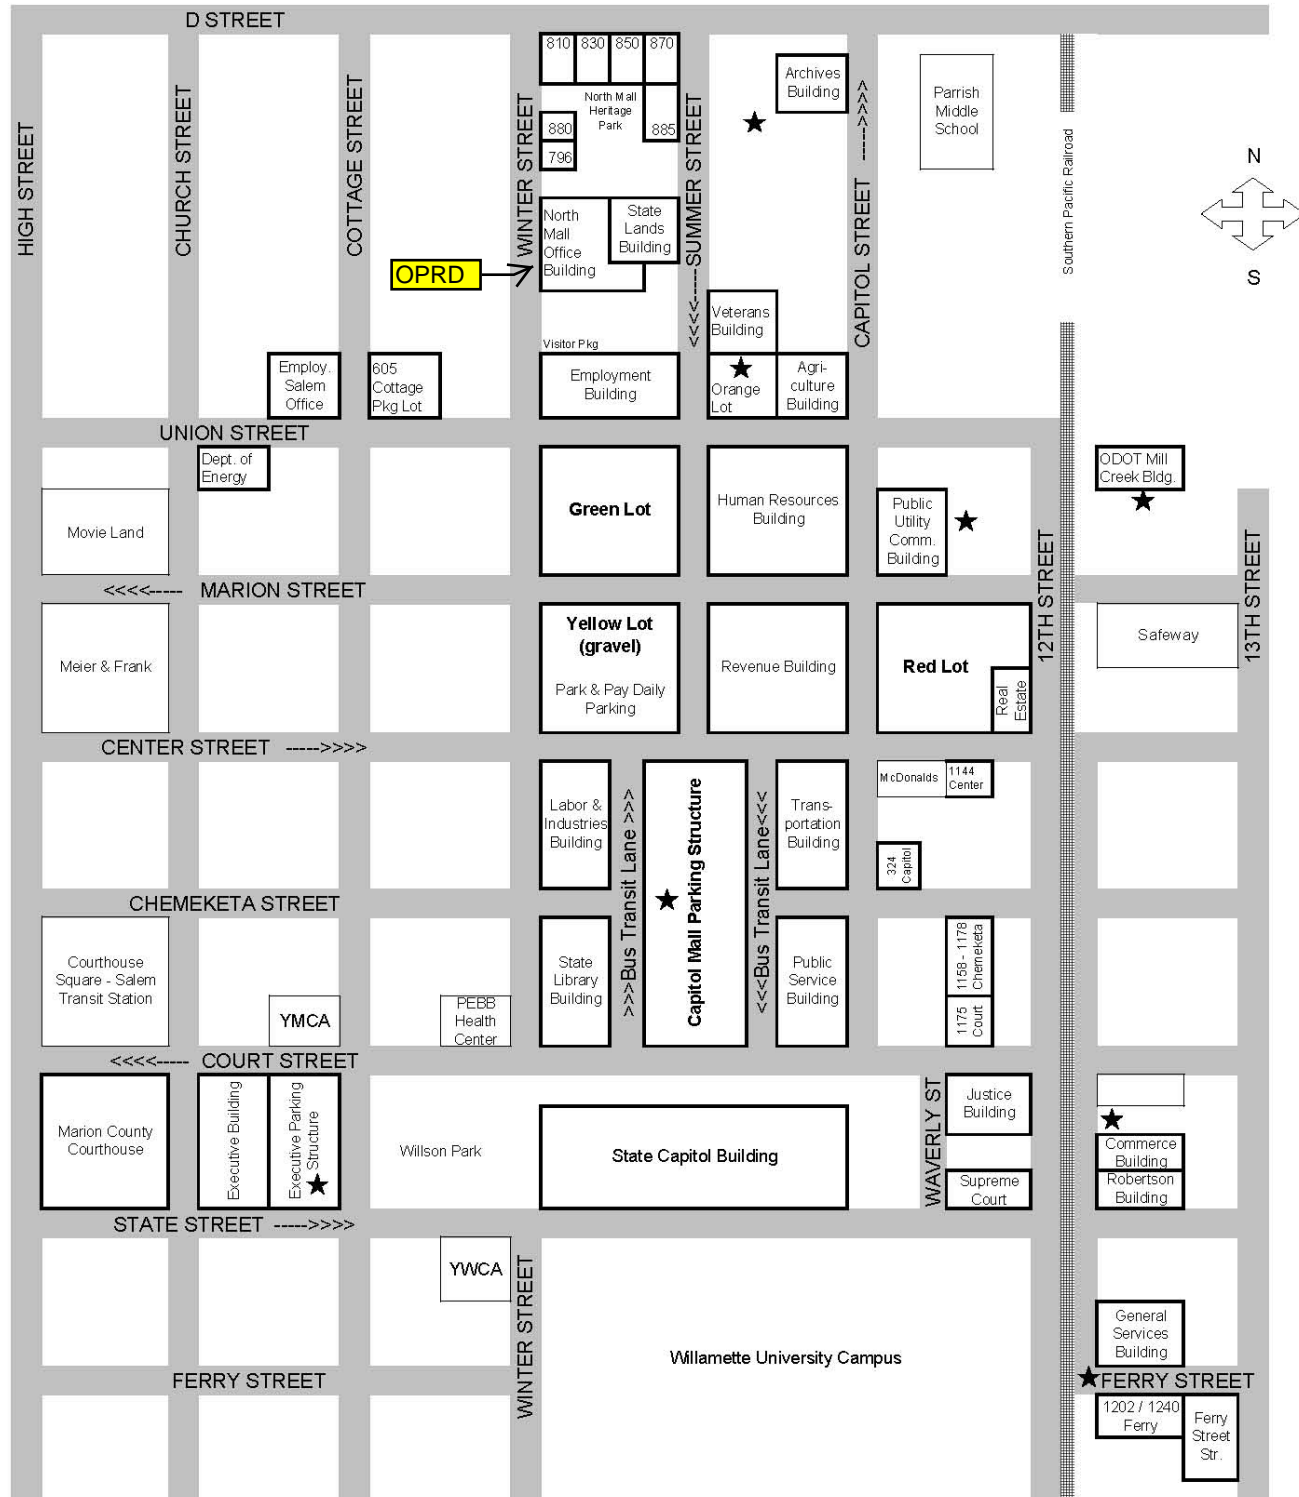 D STREET
HIGH STREET
CHURCH STREET
COTTAGE STREET
WINTER STREET
<<<<-----SUMMER STREET
CAPITOL STREET ---->>>>
Southern Pacific Railroad
N
S
810
830
850
870
North Mall
Heritage
Park
880
796
885
Archives
Building
Parrish
Middle
School
North
Mall
Office
Building
State
Lands
Building
OPRD
Veterans
Building
Visitor Pkg
Employ.
Salem
Office
605
Cottage
Pkg Lot
Employment
Building
Orange
Lot
Agri-
culture
Building
UNION STREET
Dept. of
Energy
Movie Land
Green Lot
Human Resources
Building
Public
Utility
Comm.
Building
ODOT Mill
Creek Bldg.
12TH STREET
13TH STREET
<<<<----- MARION STREET
Meier & Frank
Yellow Lot
(gravel)
Park & Pay Daily
Parking
Revenue Building
Red Lot
Real
Estate
Safeway
CENTER STREET ----->>>>
Labor &
Industries
Building
>>>Bus Transit Lane >>>
Capitol Mall Parking Structure
<<<Bus Transit Lane<<<
Trans-
portation
Building
McDonalds
1144
Center
324
Capitol
CHEMEKETA STREET
Courthouse
Square - Salem
Transit Station
YMCA
PEBB
Health
Center
State
Library
Building
Public
Service
Building
1158 - 1178
Chemeketa
1175
Court
<<<<----- COURT STREET
Marion County
Courthouse
Executive Building
Executive Parking
Structure
Willson Park
State Capitol Building
WAVERLY ST
Justice
Building
Supreme
Court
Commerce
Building
Robertson
Building
STATE STREET ----->>>>
YWCA
WINTER STREET
Willamette University Campus
General
Services
Building
FERRY STREET
FERRY STREET
1202 / 1240
Ferry
Ferry
Street
Str.